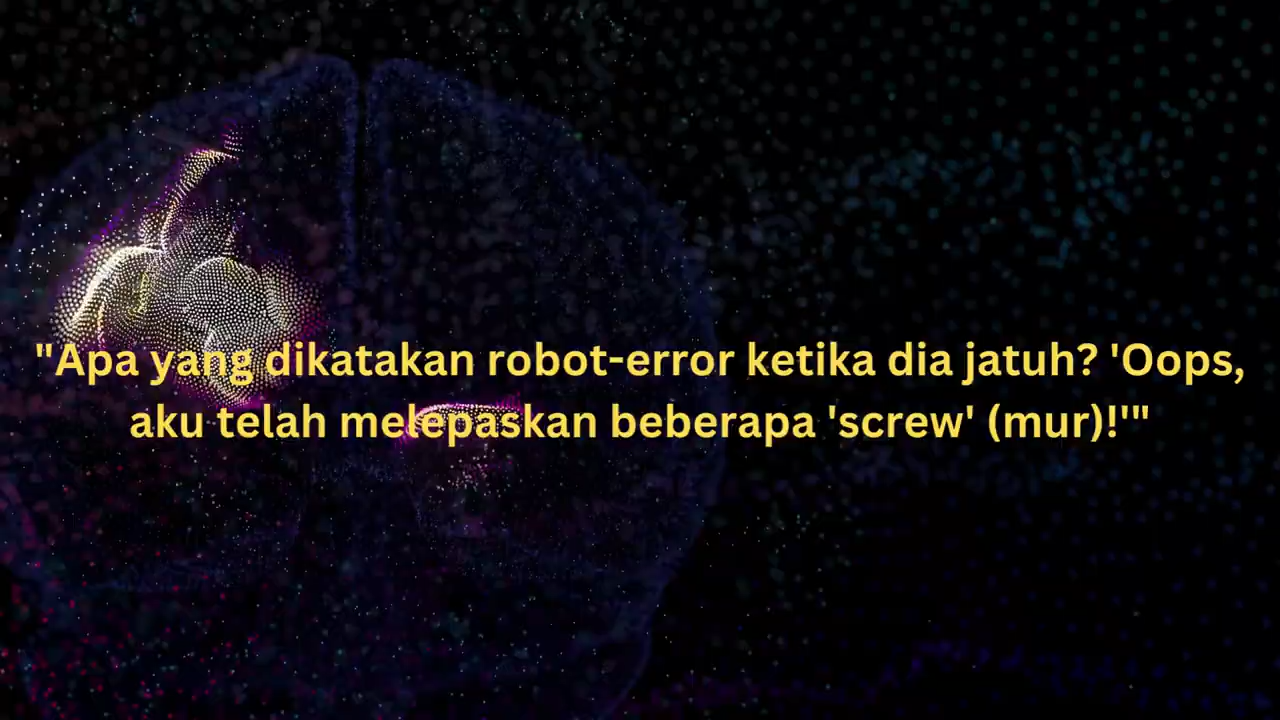 "Apa yang dikatakan robot-error ketika dia jatuh? 'Oops,
aku telah melepaskan beberapa 'screw' (mur)!'"